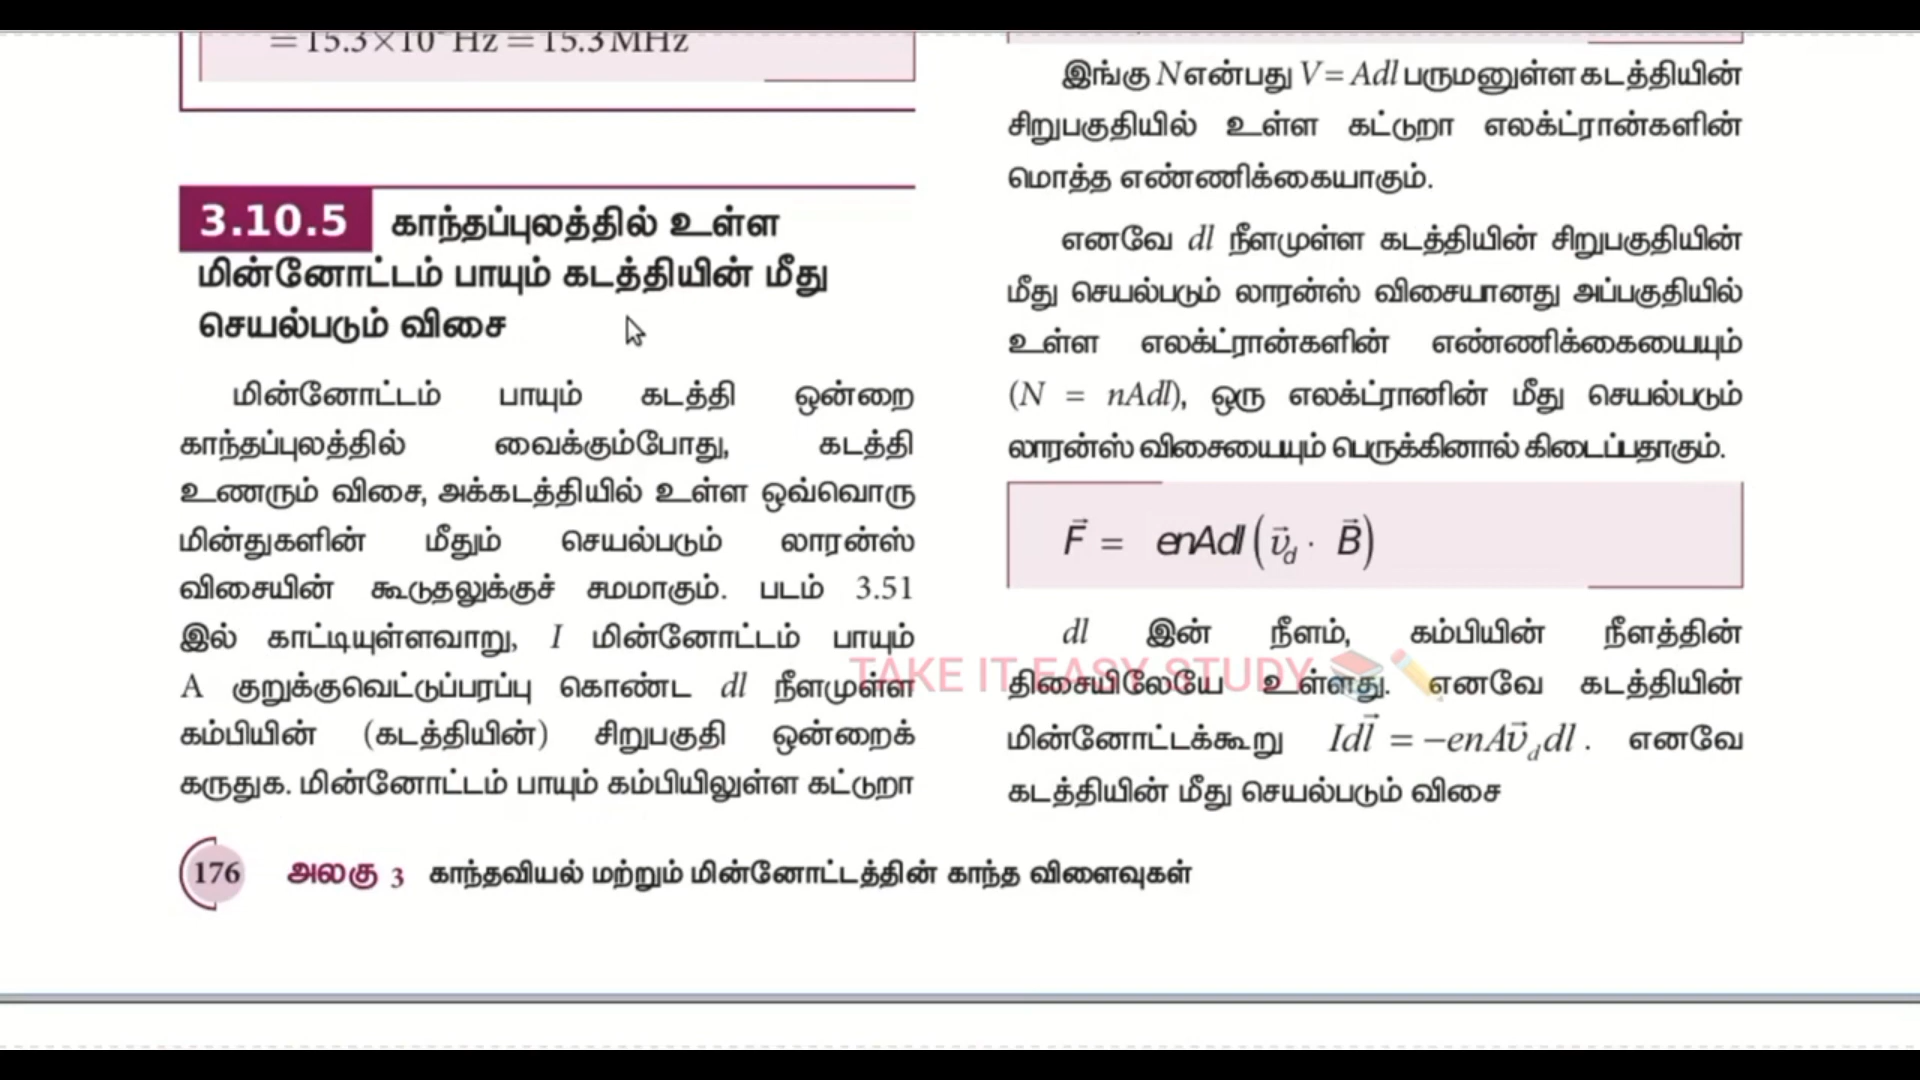 =15.3×10 Hz=15.3MHz
3.10.5 காந்தப்புலத்தில் உள்ள
மின்னோட்டம் பாயும் கடத்தியின் மீது
செயல்படும் விசை
மின்னோட்டம் பாயும் கடத்தி ஒன்றை
காந்தப்புலத்தில் வைக்கும்போது, கடத்தி
உணரும் விசை, அக்கடத்தியில் உள்ள ஒவ்வொரு
மின்துகளின் மீதும் செயல்படும் லாரன்ஸ்
விசையின் கூடுதலுக்குச் சமமாகும். படம் 3.51
இல் காட்டியுள்ளவாறு, I மின்னோட்டம் பாயும்
A குறுக்குவெட்டுப்பரப்பு கொண்ட dl நீளமுள்ள
கம்பியின் (கடத்தியின்) சிறுபகுதி ஒன்றைக்
கருதுக. மின்னோட்டம் பாயும் கம்பியிலுள்ள கட்டுறா
இங்கு N என்பது V= Adl பருமனுள்ள கடத்தியின்
சிறுபகுதியில் உள்ள கட்டுறா எலக்ட்ரான்களின்
மொத்த எண்ணிக்கையாகும்.
எனவே dl நீளமுள்ள கடத்தியின் சிறுபகுதியின்
மீது செயல்படும் லாரன்ஸ் விசையானது அப்பகுதியில்
உள்ள எலக்ட்ரான்களின் எண்ணிக்கையையும்
(N = nAdl), ஒரு எலக்ட்ரானின் மீது செயல்படும்
லாரன்ஸ் விசையையும் பெருக்கினால் கிடைப்பதாகும்.
F⃗ = enAdl(v⃗d · B⃗)
dl இன் நீளம், கம்பியின் நீளத்தின்
திசையிலேயே உள்ளது. எனவே கடத்தியின்
மின்னோட்டக்கூறு Idl⃗ = −enAv⃗d dl . எனவே
கடத்தியின் மீது செயல்படும் விசை
TAKE IT EASY STUDY
176 அலகு 3 காந்தவியல் மற்றும் மின்னோட்டத்தின் காந்த விளைவுகள்